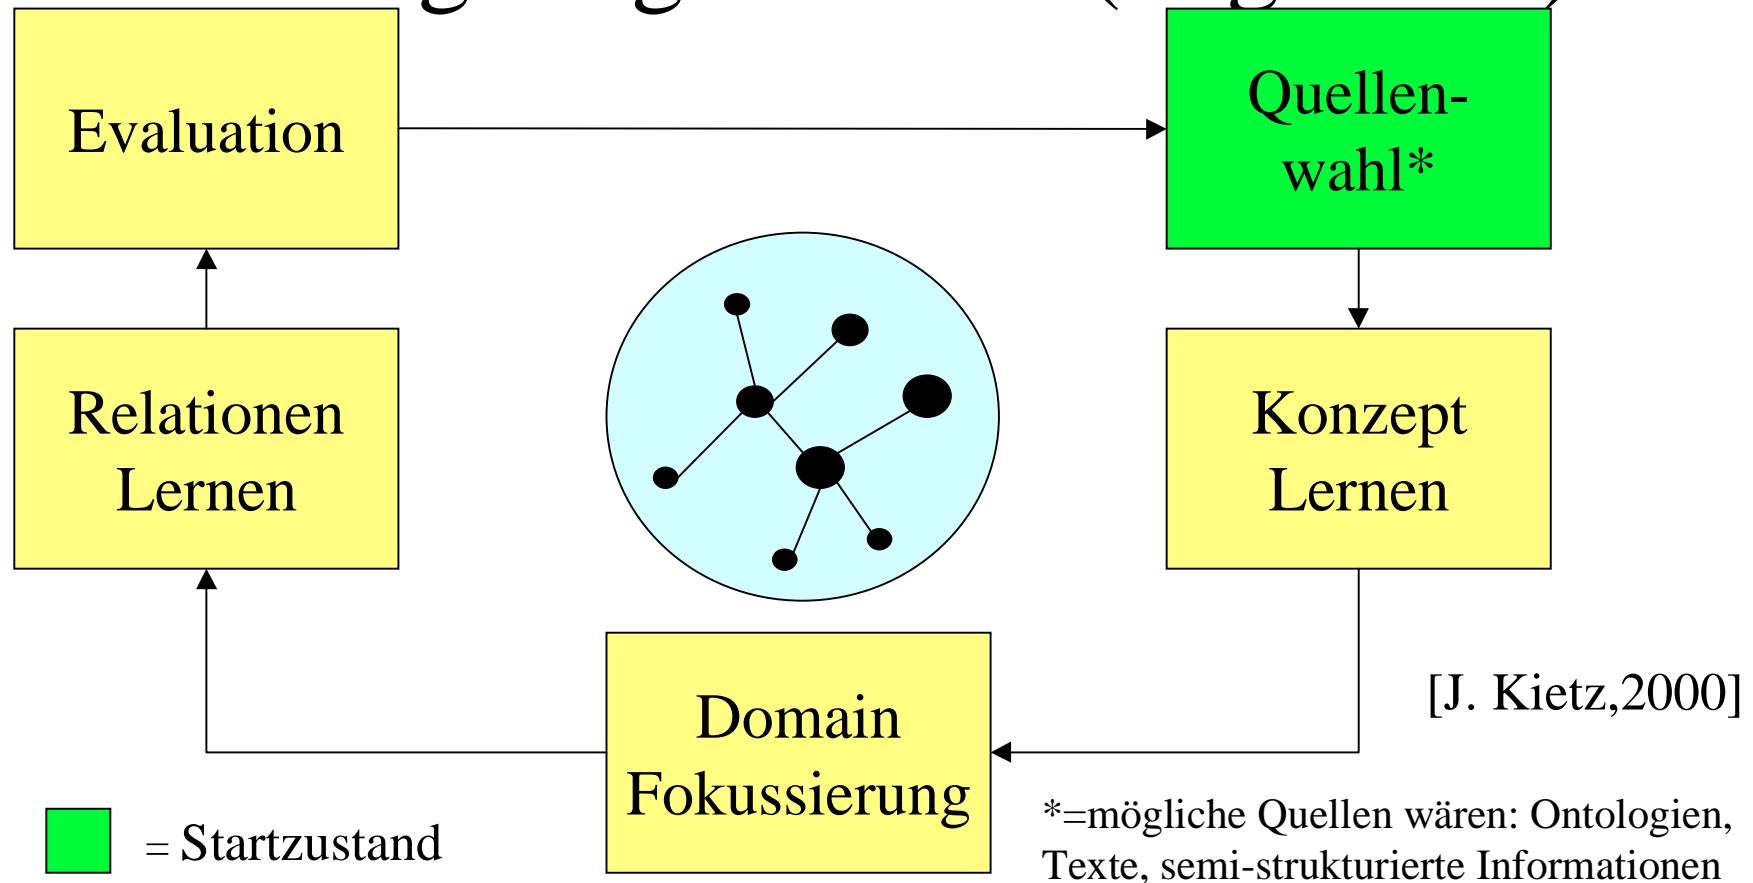 Evaluation
Quellen-
wahl*
Relationen
Lernen
Konzept
Lernen
Domain
Fokussierung
[J. Kietz,2000]
= Startzustand
*=mögliche Quellen wären: Ontologien,
Texte, semi-strukturierte Informationen